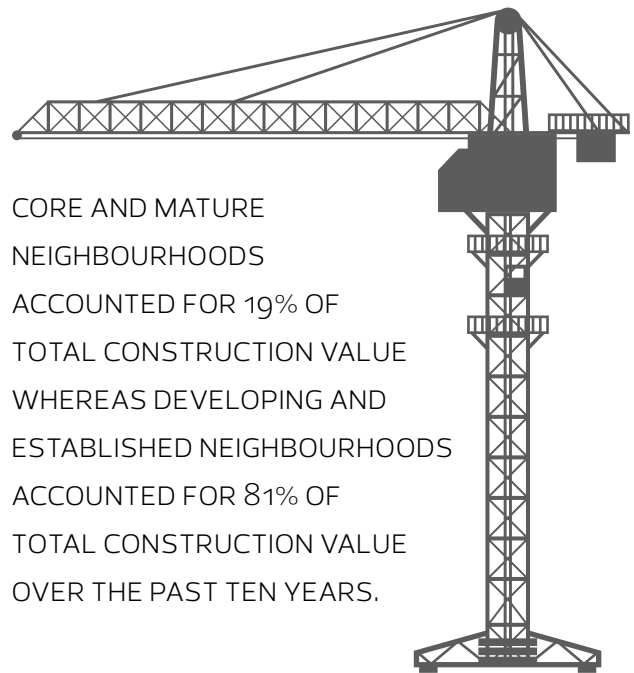 CORE AND MATURE
NEIGHBOURHOODS
ACCOUNTED FOR 19% OF
TOTAL CONSTRUCTION VALUE
WHEREAS DEVELOPING AND
ESTABLISHED NEIGHBOURHOODS
ACCOUNTED FOR 81% OF
TOTAL CONSTRUCTION VALUE
OVER THE PAST TEN YEARS.